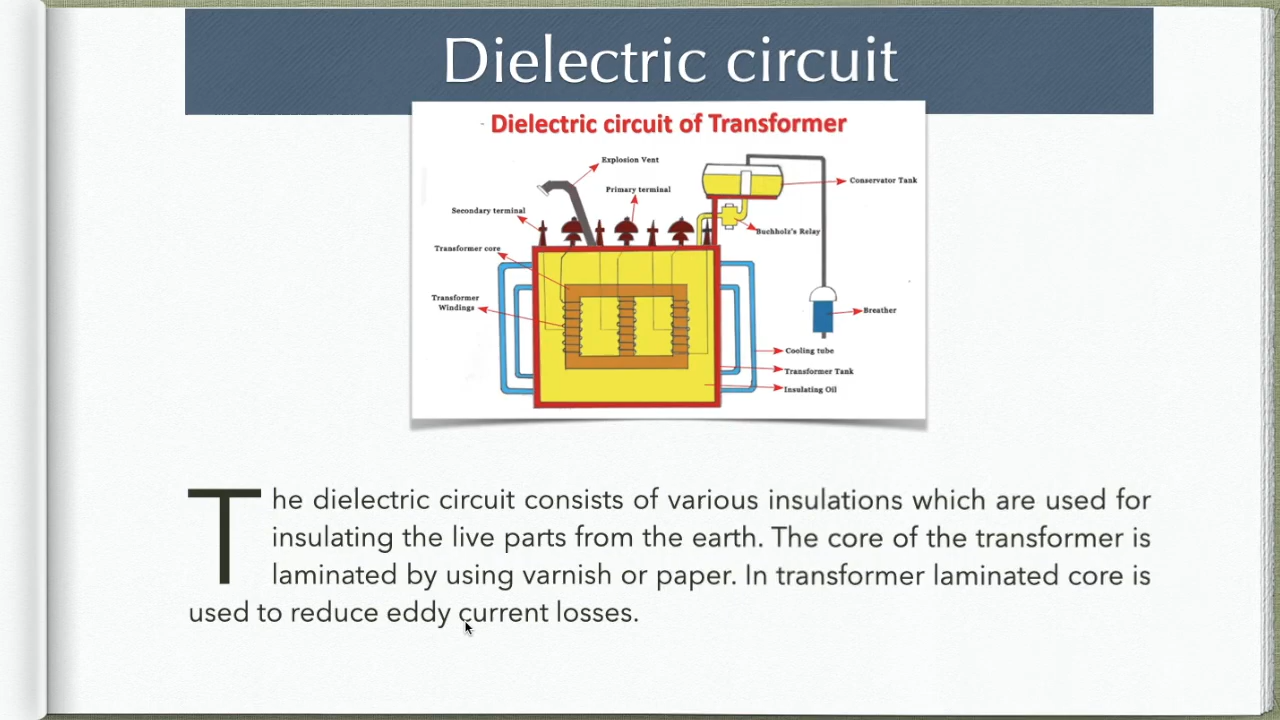 Dielectric circuit
Dielectric circuit of Transformer
Explosion Vent
Primary terminal
Conservator Tank
Secondary terminal
Buchholz's Relay
Transformer core
Transformer
Windings
Breather
Cooling tube
Transformer Tank
Insulating Oil
The dielectric circuit consists of various insulations which are used for
insulating the live parts from the earth. The core of the transformer is
laminated by using varnish or paper. In transformer laminated core is
used to reduce eddy current losses.